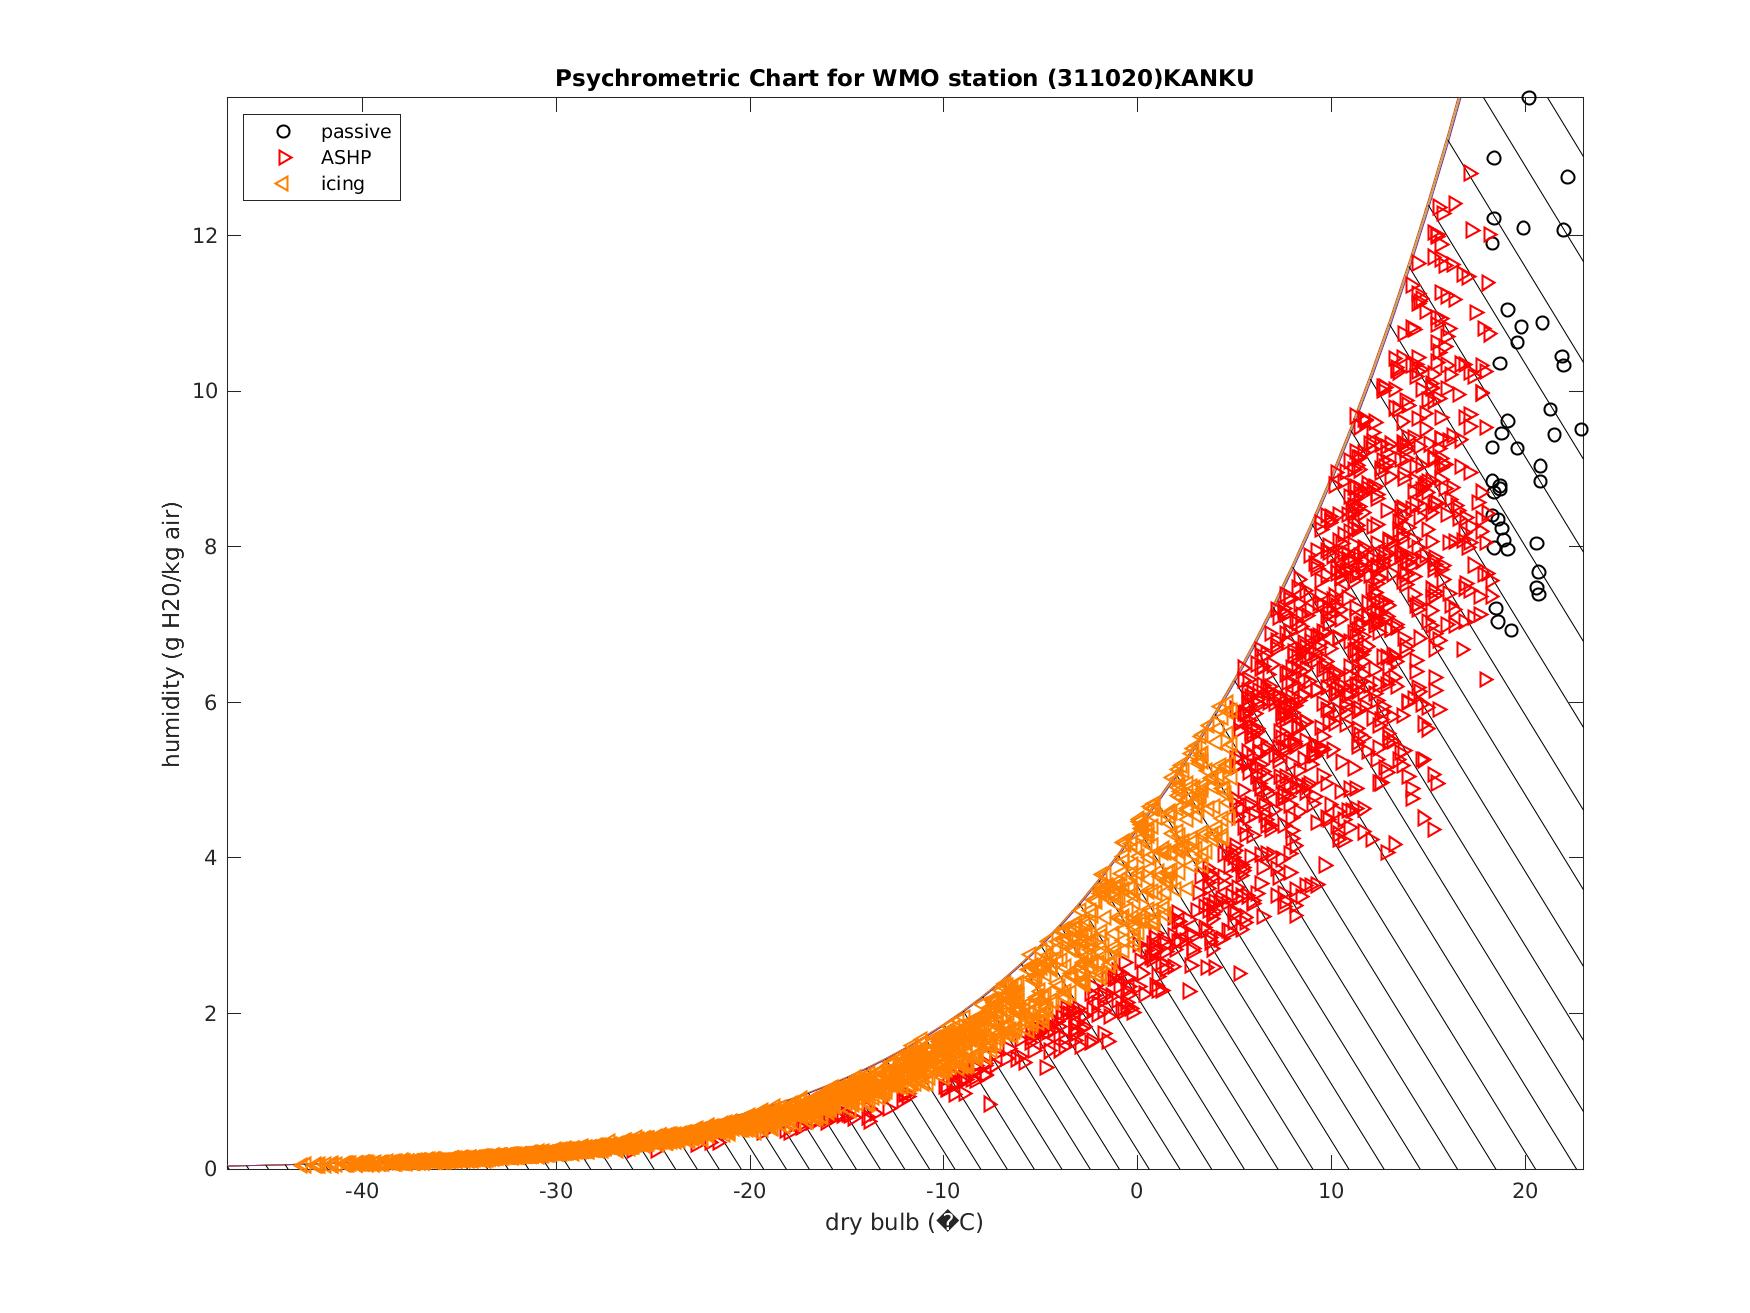 Psychrometric Chart for WMO station (311020)KANKU
passive
ASHP
icing
humidity (g H20/kg air)
12
10
8
6
4
2
0
-40 -30 -20 -10 0 10 20
dry bulb (�C)